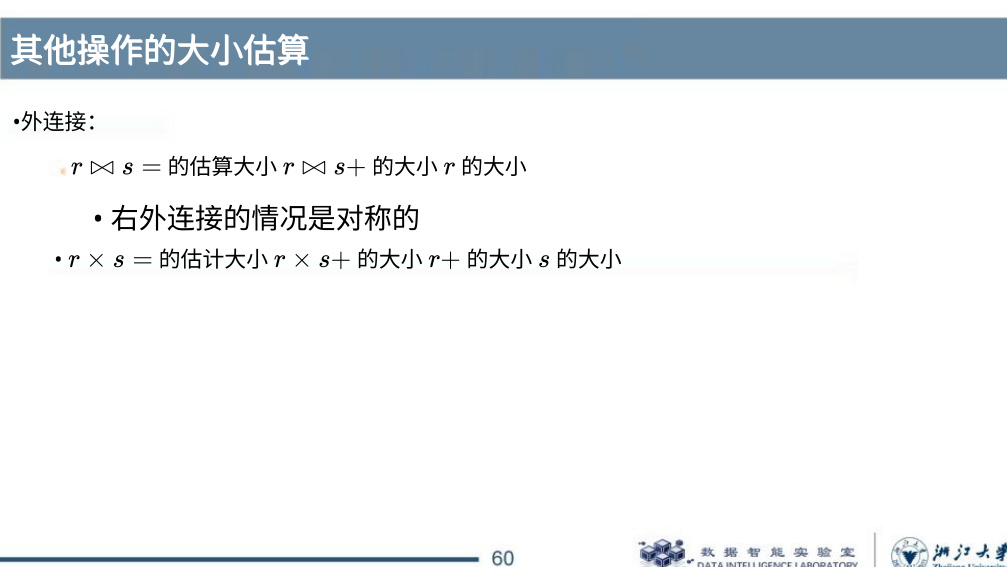 其他操作的大小估算
•外连接：
• r ⋈ s = 的估算大小 r ⋈ s+ 的大小 r 的大小
• 右外连接的情况是对称的
• r × s = 的估计大小 r × s+ 的大小 r+ 的大小 s 的大小
60
数据智能实验室
DATA INTELLIGENCE LABORATORY
浙江大学
Zhejiang University